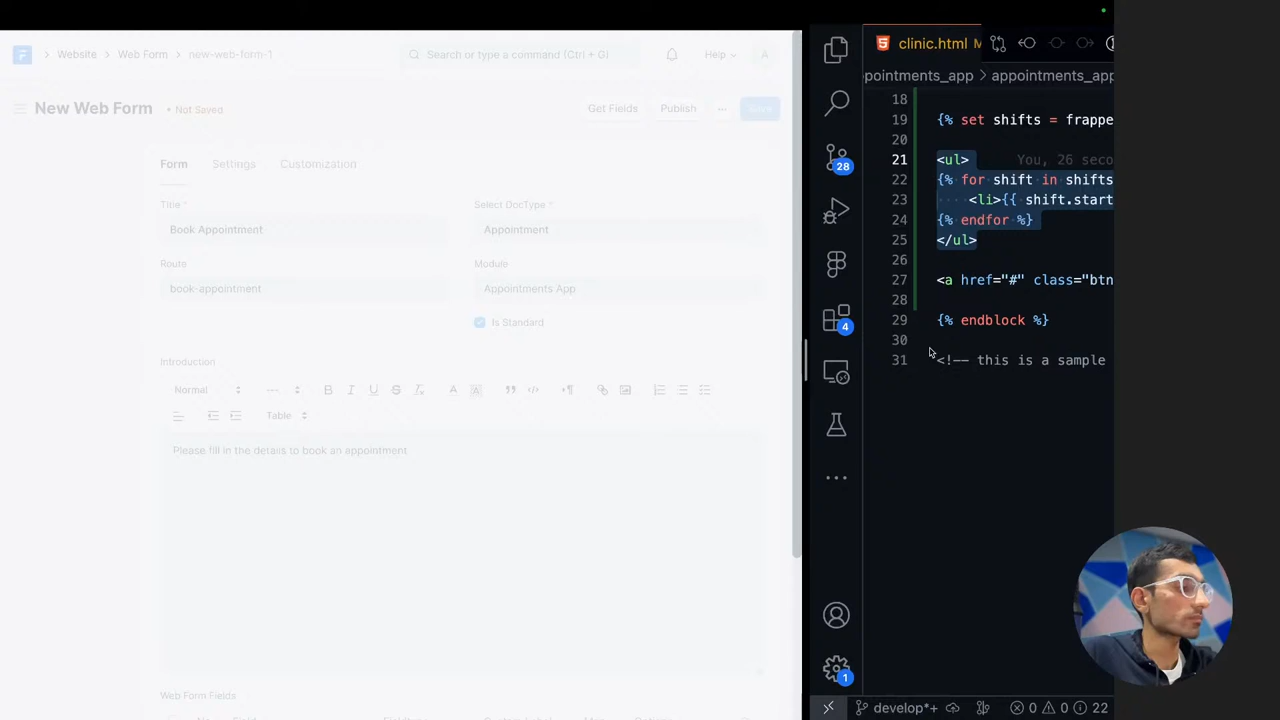 Website > Web Form > new-web-form-1
Search or type a command (Ctrl + G)
Help
A
New Web Form
• Not Saved
Get Fields
Publish
...
Save
Form
Settings
Customization
Title *
Book Appointment
Select DocType *
Appointment
Route
book-appointment
Module
Appointments App
Is Standard
Introduction
Normal
Table
Please fill in the details to book an appointment
Web Form Fields
No.
Field
Fieldtype
Options
clinic.html M
pointments_app > appointments_app
28
4
1
18
19 {% set shifts = frappe
20
21 <ul> You, 26 seco
22 {% for shift in shifts
23 <li>{{ shift.start
24 {% endfor %}
25 </ul>
26
27 <a href="#" class="btn
28
29 {% endblock %}
30
31 <!-- this is a sample
develop*+
0 0 22